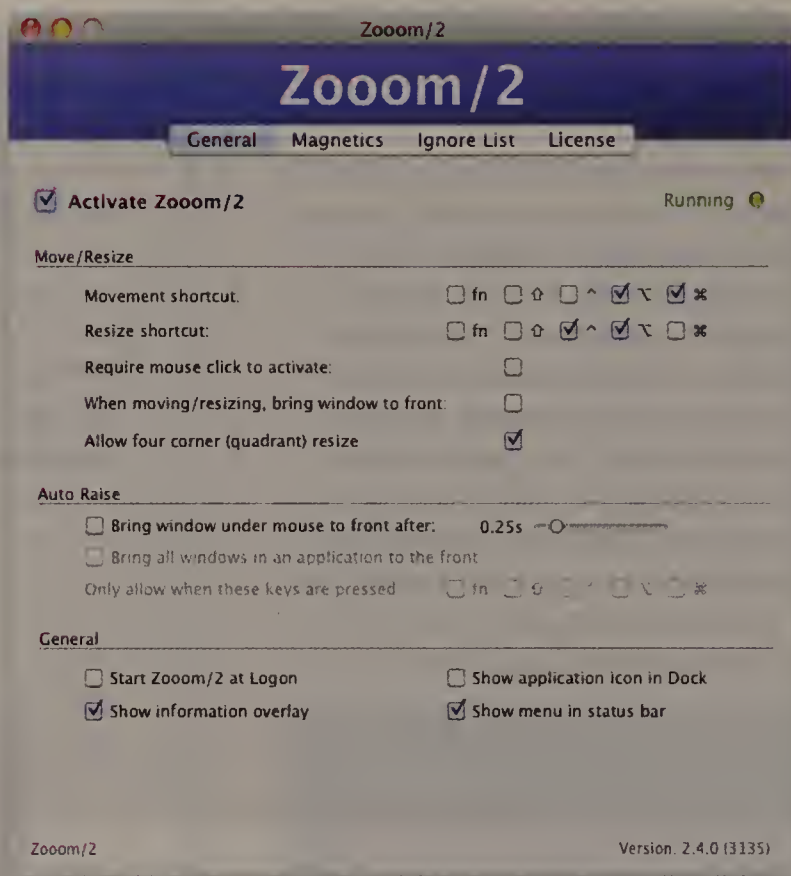 Zooom/2
Zooom/2
General Magnetics Ignore List License
Activate Zooom/2 Running
Move/Resize
Movement shortcut. fn ⇧ ^ ⌥ ⌘
Resize shortcut: fn ⇧ ^ ⌥ ⌘
Require mouse click to activate:
When moving/resizing, bring window to front:
Allow four corner (quadrant) resize
Auto Raise
Bring window under mouse to front after: 0.25s
Bring all windows in an application to the front
Only allow when these keys are pressed fn ⇧ ^ ⌥ ⌘
General
Start Zooom/2 at Logon Show application icon in Dock
Show information overlay Show menu in status bar
Zooom/2 Version. 2.4.0 (3135)